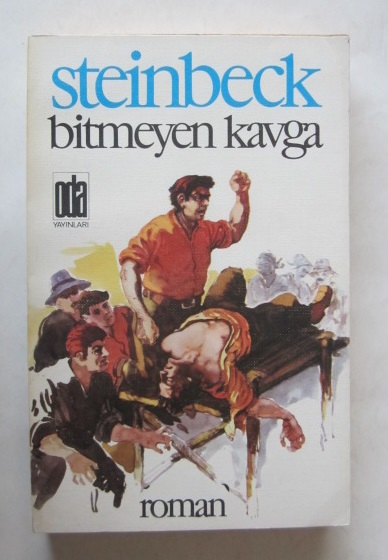 steinbeck
bitmeyen kavga
oda
YAYINLARI
roman